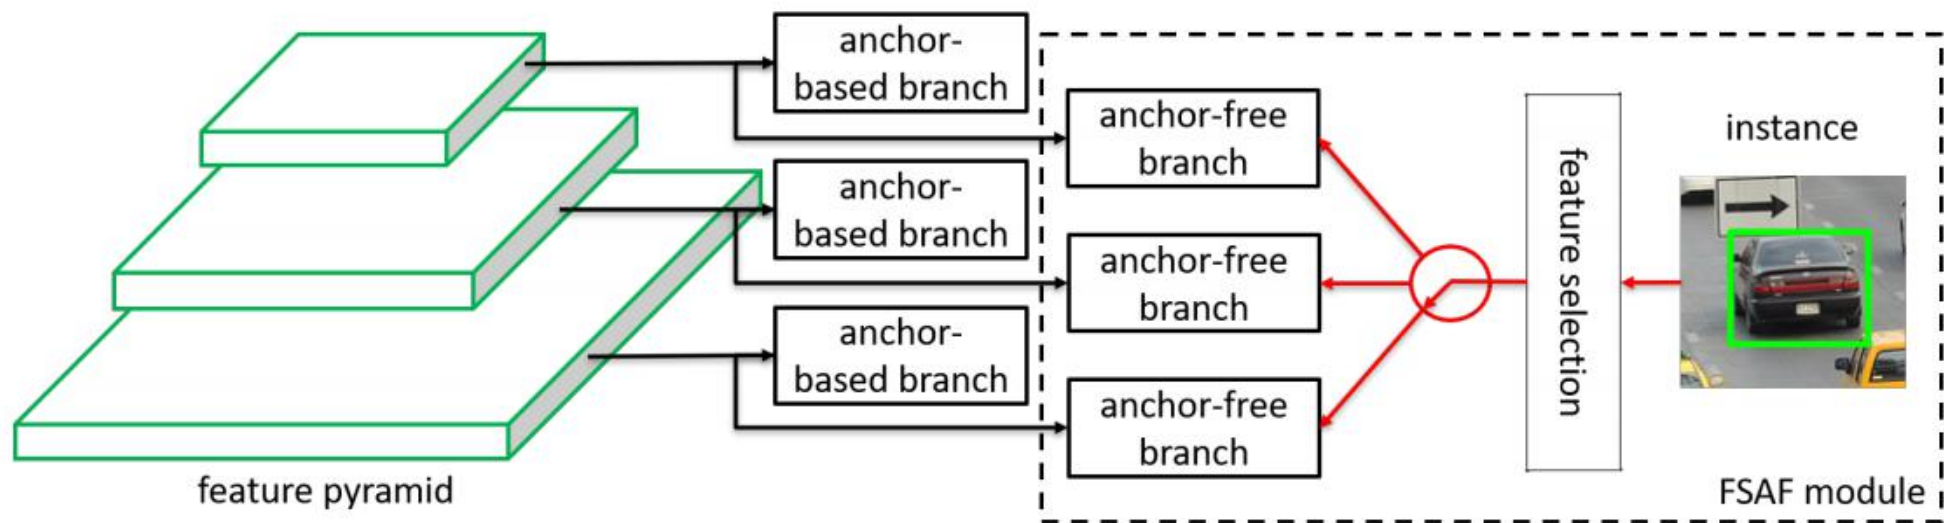 anchor-
based branch
anchor-free
branch
anchor-
based branch
anchor-free
branch
anchor-
based branch
anchor-free
branch
feature selection
instance
feature pyramid
FSAF module